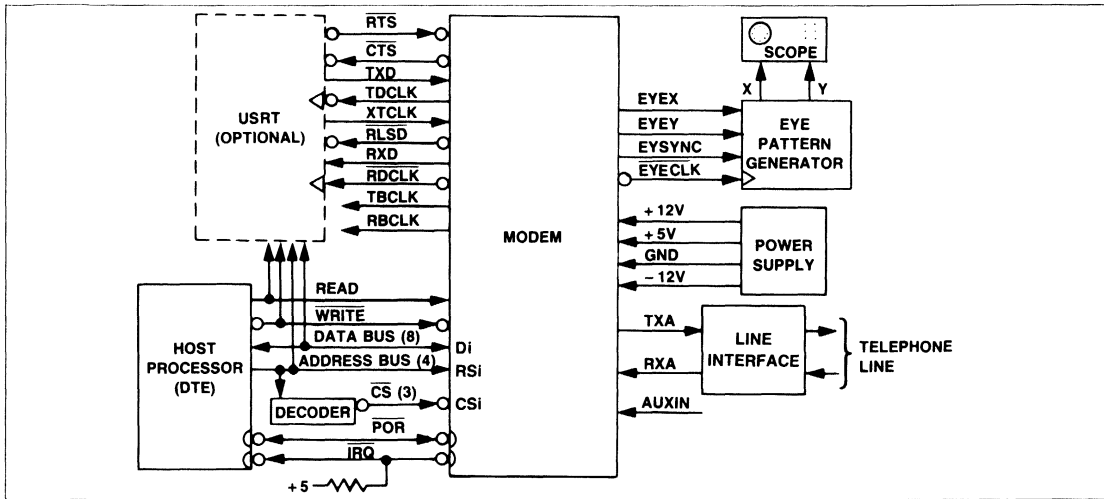 RTS
CTS
TXD
TDCLK
XTCLK
RLSD
RXD
RDCLK
TBCLK
RBCLK
USRT
(OPTIONAL)
MODEM
SCOPE
X
Y
EYEX
EYEY
EYSYNC
EYECLK
EYE
PATTERN
GENERATOR
+12V
+5V
GND
-12V
POWER
SUPPLY
HOST
PROCESSOR
(DTE)
READ
WRITE
DATA BUS (8)
Di
ADDRESS BUS (4)
RSi
DECODER
CS (3)
CSi
POR
IRQ
+5
TXA
RXA
AUXIN
LINE
INTERFACE
TELEPHONE
LINE